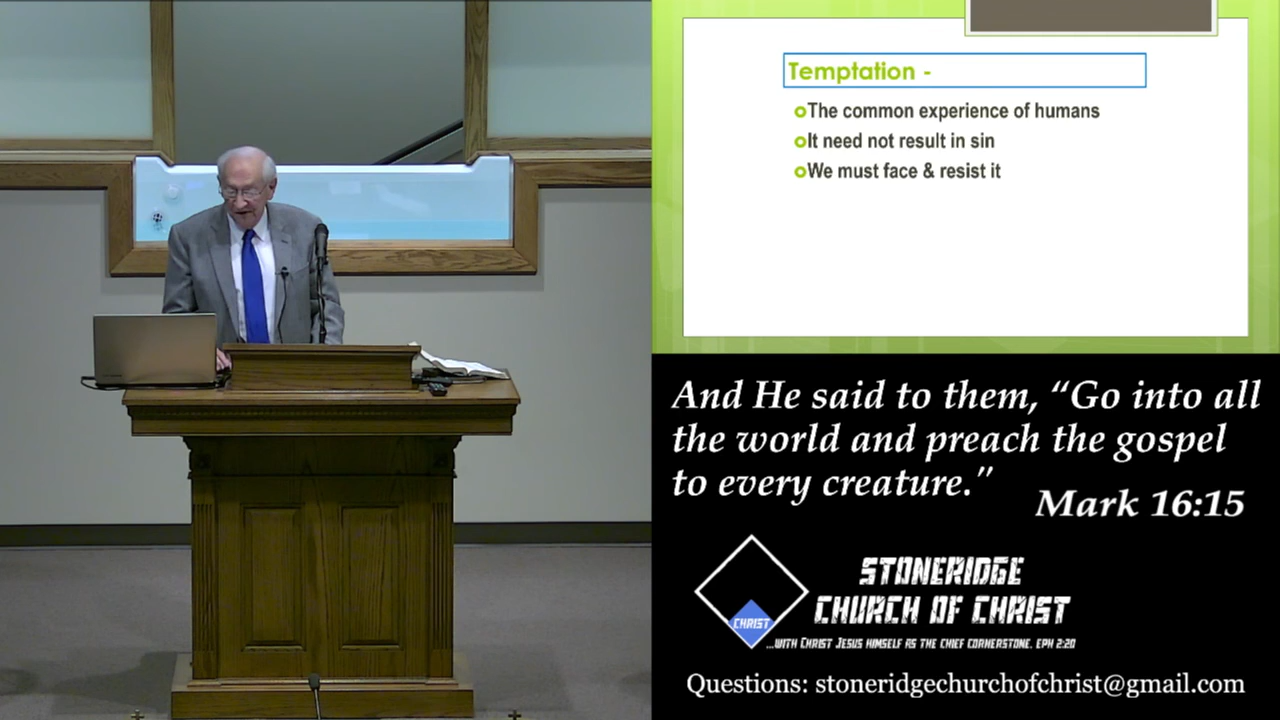 Temptation -
The common experience of humans
It need not result in sin
We must face & resist it
And He said to them, “Go into all
the world and preach the gospel
to every creature."
Mark 16:15
STONERIDGE
CHURCH OF CHRIST
CHRIST
...WITH CHRIST JESUS HIMSELF AS THE CHIEF CORNERSTONE. EPH 2:20
Questions: stoneridgechurchofchrist@gmail.com